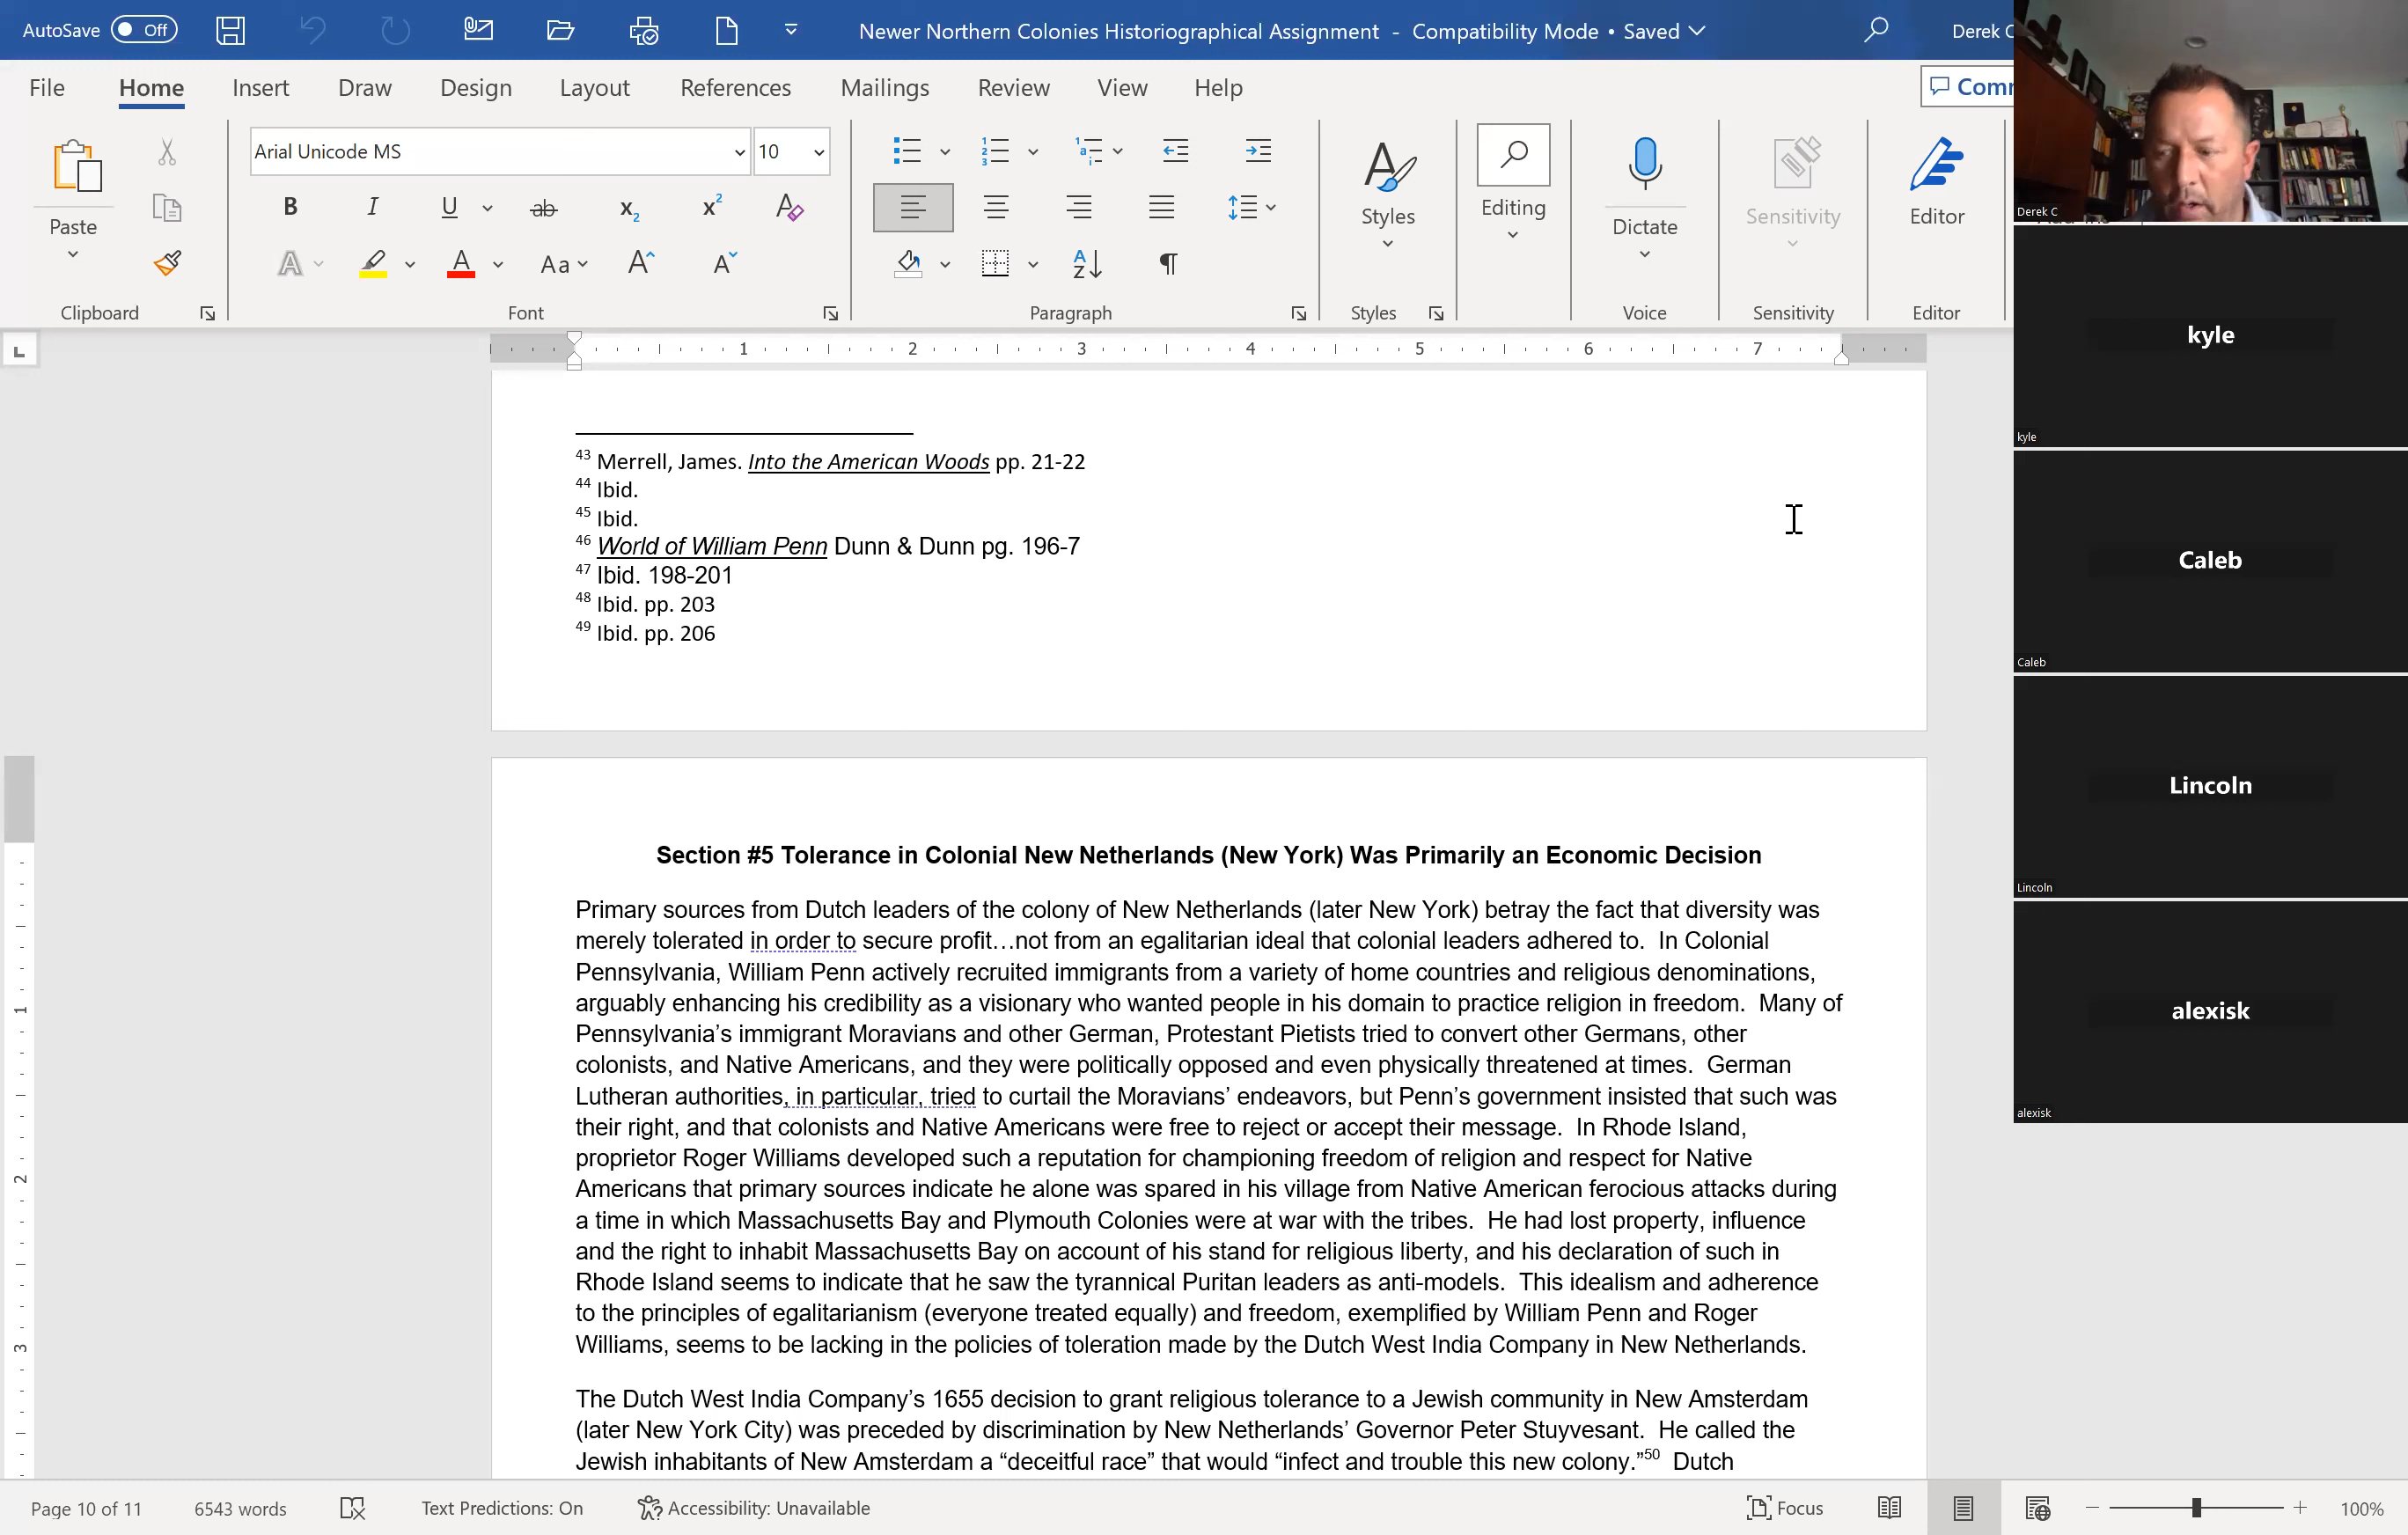 AutoSave Off
Newer Northern Colonies Historiographical Assignment - Compatibility Mode • Saved
Derek C
File Home Insert Draw Design Layout References Mailings Review View Help
Paste
Clipboard
Arial Unicode MS 10
Font
Paragraph
Styles
Styles
Editing
Dictate
Voice
Sensitivity
Sensitivity
Editor
Editor
1 2 3 4 5 6 7
43 Merrell, James. Into the American Woods pp. 21-22
44 Ibid.
45 Ibid.
46 World of William Penn Dunn & Dunn pg. 196-7
47 Ibid. 198-201
48 Ibid. pp. 203
49 Ibid. pp. 206
Section #5 Tolerance in Colonial New Netherlands (New York) Was Primarily an Economic Decision
Primary sources from Dutch leaders of the colony of New Netherlands (later New York) betray the fact that diversity was
merely tolerated in order to secure profit…not from an egalitarian ideal that colonial leaders adhered to. In Colonial
Pennsylvania, William Penn actively recruited immigrants from a variety of home countries and religious denominations,
arguably enhancing his credibility as a visionary who wanted people in his domain to practice religion in freedom. Many of
Pennsylvania’s immigrant Moravians and other German, Protestant Pietists tried to convert other Germans, other
colonists, and Native Americans, and they were politically opposed and even physically threatened at times. German
Lutheran authorities, in particular, tried to curtail the Moravians’ endeavors, but Penn’s government insisted that such was
their right, and that colonists and Native Americans were free to reject or accept their message. In Rhode Island,
proprietor Roger Williams developed such a reputation for championing freedom of religion and respect for Native
Americans that primary sources indicate he alone was spared in his village from Native American ferocious attacks during
a time in which Massachusetts Bay and Plymouth Colonies were at war with the tribes. He had lost property, influence
and the right to inhabit Massachusetts Bay on account of his stand for religious liberty, and his declaration of such in
Rhode Island seems to indicate that he saw the tyrannical Puritan leaders as anti-models. This idealism and adherence
to the principles of egalitarianism (everyone treated equally) and freedom, exemplified by William Penn and Roger
Williams, seems to be lacking in the policies of toleration made by the Dutch West India Company in New Netherlands.
The Dutch West India Company’s 1655 decision to grant religious tolerance to a Jewish community in New Amsterdam
(later New York City) was preceded by discrimination by New Netherlands’ Governor Peter Stuyvesant. He called the
Jewish inhabitants of New Amsterdam a “deceitful race” that would “infect and trouble this new colony.”50 Dutch
1
2
3
Page 10 of 11 6543 words Text Predictions: On Accessibility: Unavailable Focus 100%
Derek C
kyle
kyle
Caleb
Caleb
Lincoln
Lincoln
alexisk
alexisk